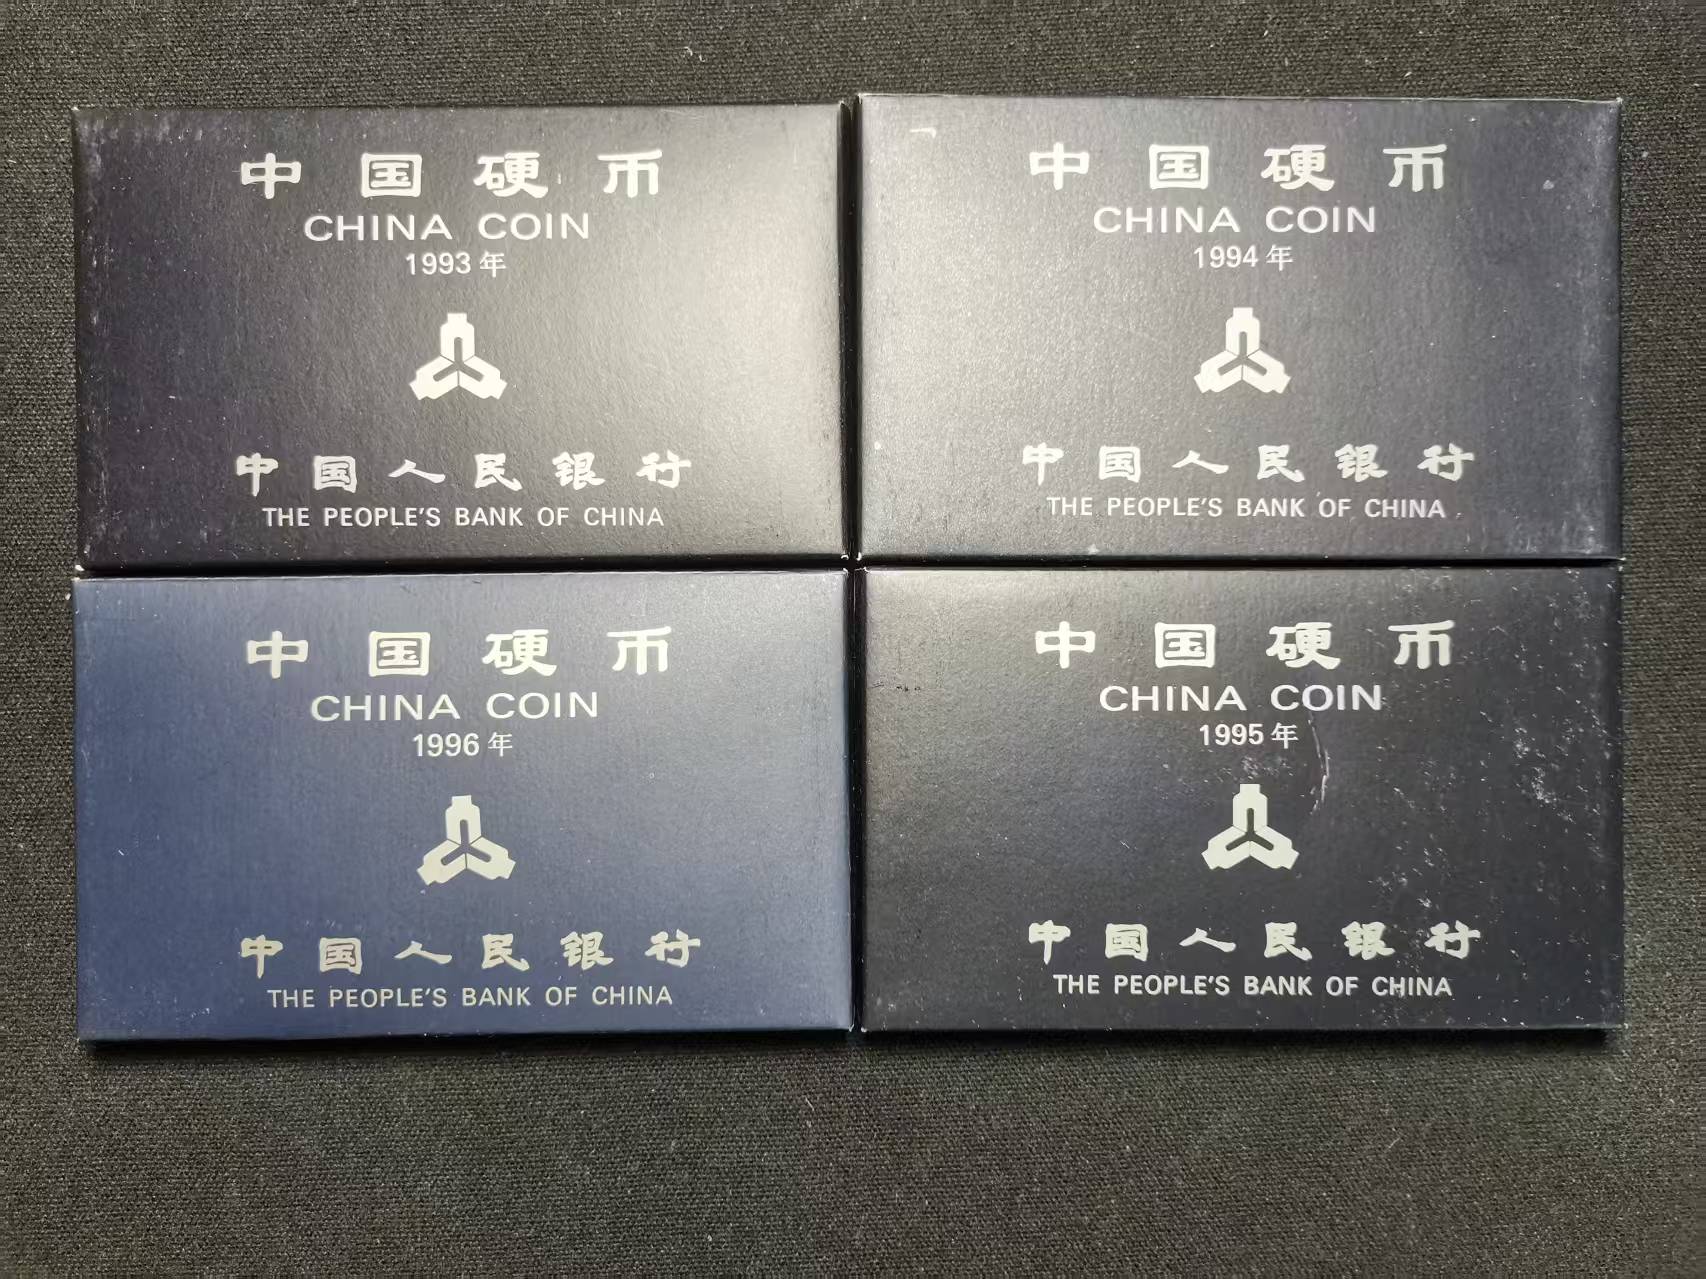 中国硬币
CHINA COIN
1993年
中国人民银行
THE PEOPLE'S BANK OF CHINA
中国硬币
CHINA COIN
1994年
中国人民银行
THE PEOPLE'S BANK OF CHINA
中国硬币
CHINA COIN
1996年
中国人民银行
THE PEOPLE'S BANK OF CHINA
中国硬币
CHINA COIN
1995年
中国人民银行
THE PEOPLE'S BANK OF CHINA